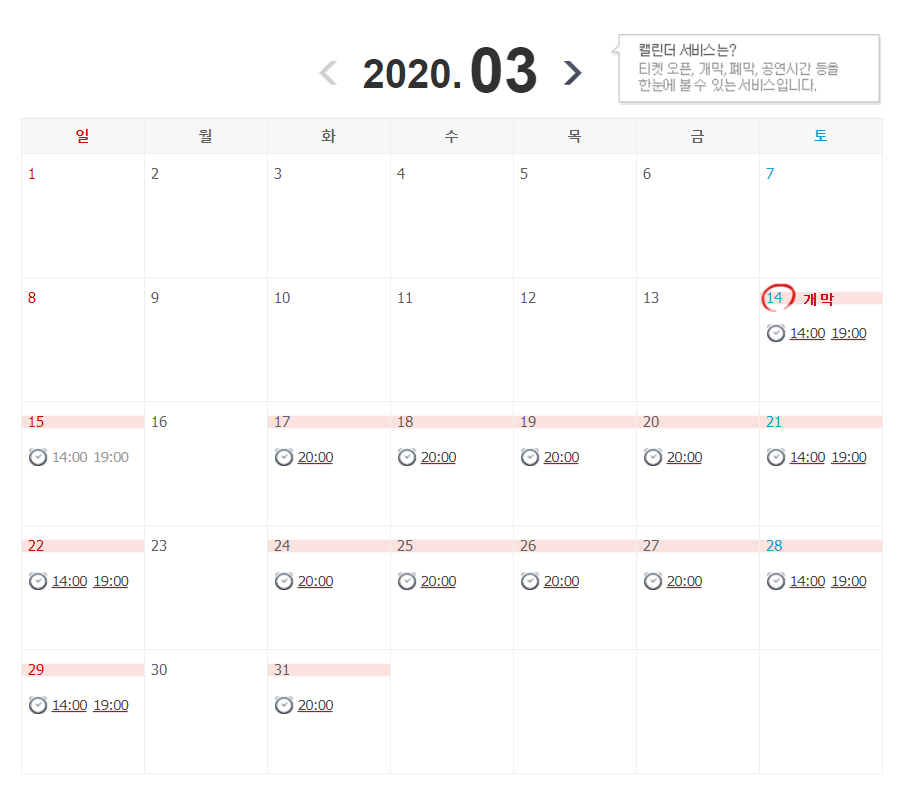 2020. 03
캘린더 서비스는?
티켓 오픈, 개막, 폐막, 공연시간 등을
한눈에 볼 수 있는 서비스입니다.
일 월 화 수 목 금 토
1 2 3 4 5 6 7
8 9 10 11 12 13 14 개막
14:00 19:00
15 16 17 18 19 20 21
14:00 19:00 20:00 20:00 20:00 20:00 14:00 19:00
22 23 24 25 26 27 28
14:00 19:00 20:00 20:00 20:00 20:00 14:00 19:00
29 30 31
14:00 19:00 20:00